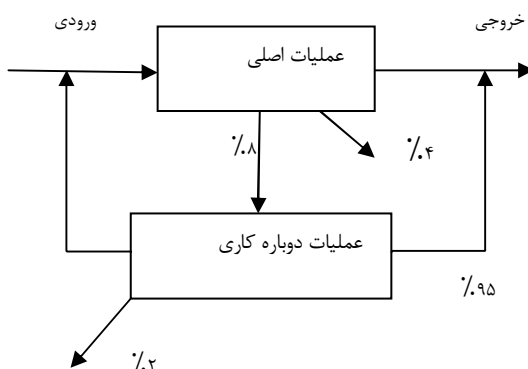 ورودی
خروجی
عملیات اصلی
٪۸
٪۴
عملیات دوباره کاری
٪۹۵
٪۲